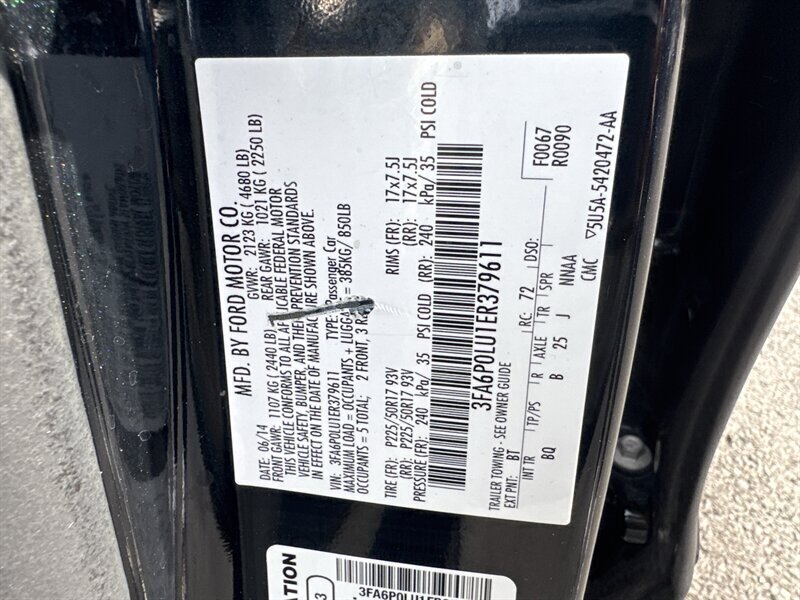 MFD. BY FORD MOTOR CO.
DATE: 06/14 GVWR: 2123 KG ( 4680 LB)
FRONT GAWR: 1107 KG ( 2440 LB) REAR GAWR: 1021 KG ( 2250 LB)
THIS VEHICLE CONFORMS TO ALL FEDERAL MOTOR
VEHICLE SAFETY, BUMPER, AND PREVENTION STANDARDS
IN EFFECT ON THE DATE OF MANUFACTURE SHOWN ABOVE.
VIN: 3FA6P0LU1ER379611 TYPE: Passenger Car
MAXIMUM LOAD = OCCUPANTS + = 385KG/ 850LB
OCCUPANTS = 5 TOTAL; 2 FRONT, 3
TIRE (FR): P225/50R17 93V RIMS (FR): 17x7.5J
(RR): P225/50R17 93V (RR): 17x7.5J
PRESSURE (FR): 240 kPa/ 35 PSI COLD (RR): 240 kPa/ 35 PSI COLD
3FA6P0LU1ER379611
TRAILER TOWING - SEE OWNER GUIDE
F0067
R0090
EXT PNT: BT RC: 72 DSO:
INT TR TP/PS R AXLE TR SPR
BQ B 25 J NNAA
CMC ▽5U5A-5420472-AA
3